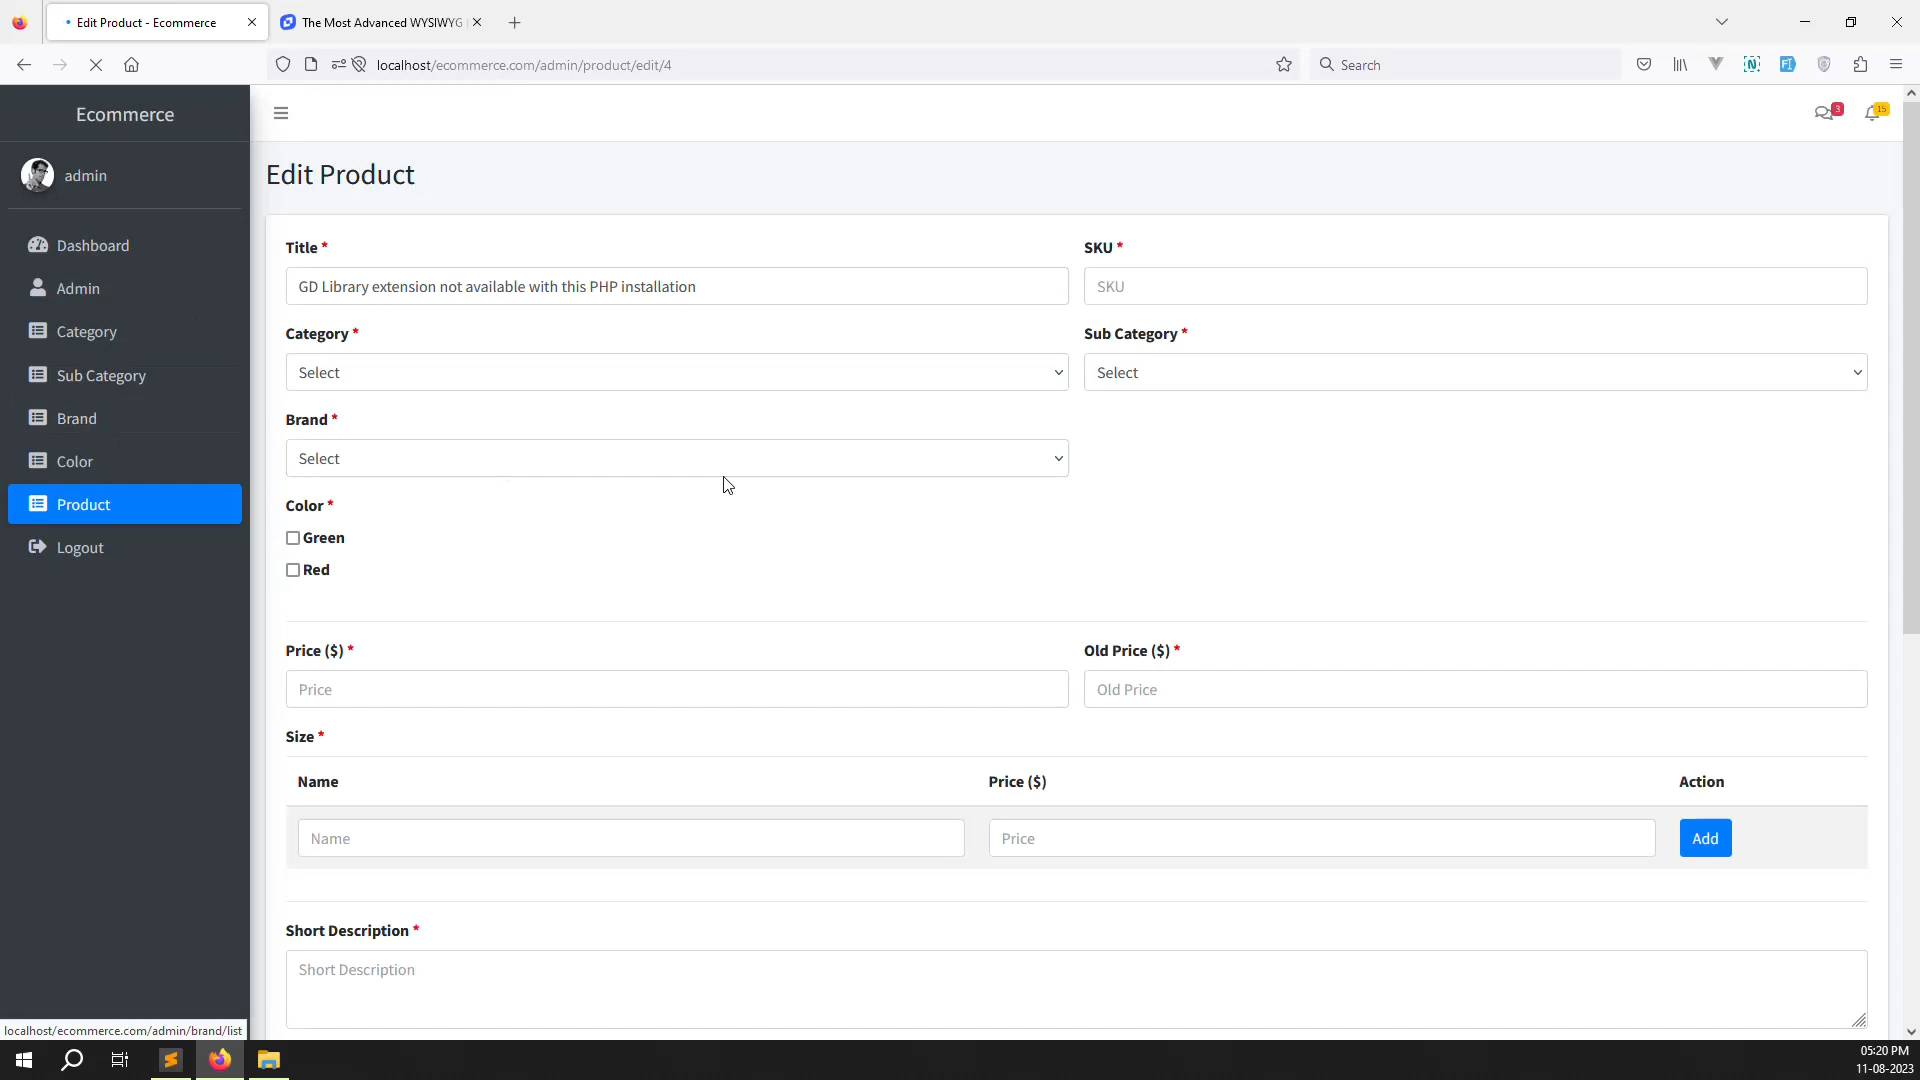 Edit Product - Ecommerce
The Most Advanced WYSIWYG
localhost/ecommerce.com/admin/product/edit/4
Search
Ecommerce
3
15
admin
Edit Product
Dashboard
Admin
Category
Sub Category
Brand
Color
Product
Logout
Title *
SKU *
GD Library extension not available with this PHP installation
SKU
Category *
Sub Category *
Select
Select
Brand *
Select
Color *
Green
Red
Price ($) *
Old Price ($) *
Price
Old Price
Size *
Name
Price ($)
Action
Name
Price
Add
Short Description *
Short Description
localhost/ecommerce.com/admin/brand/list
05:20 PM
11-08-2023